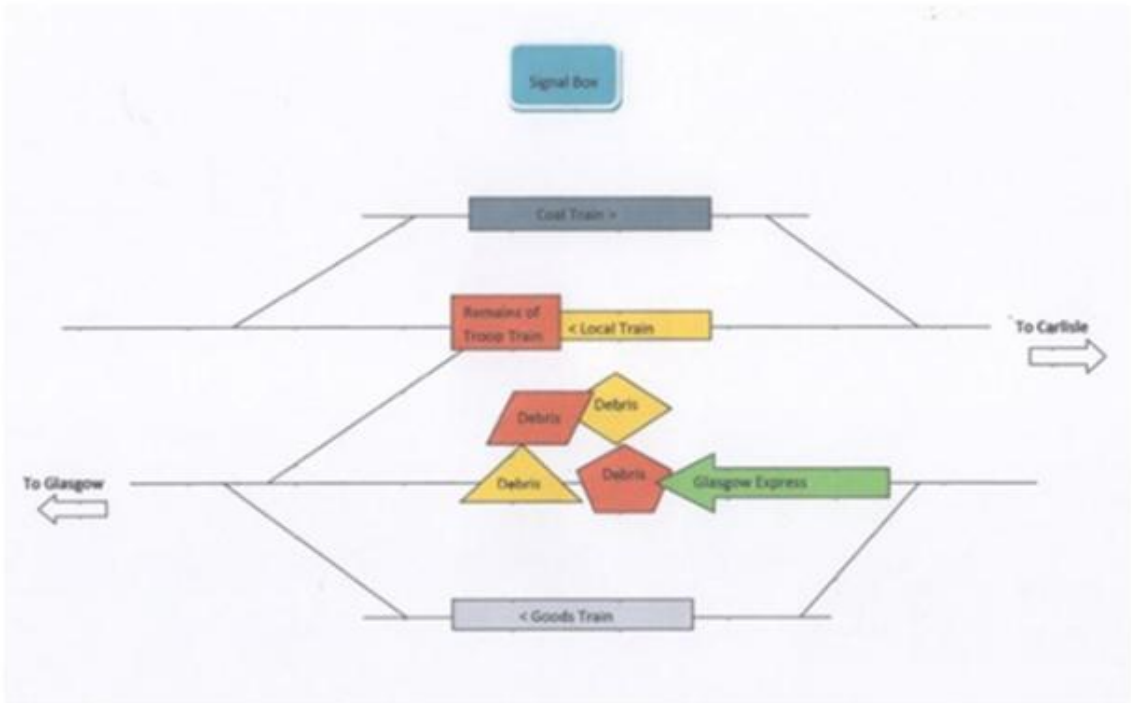 Signal Box
Coal Train >
Remains of
Troop Train
< Local Train
To Carlisle
Debris
Debris
To Glasgow
Debris
Debris
Glasgow Express
< Goods Train